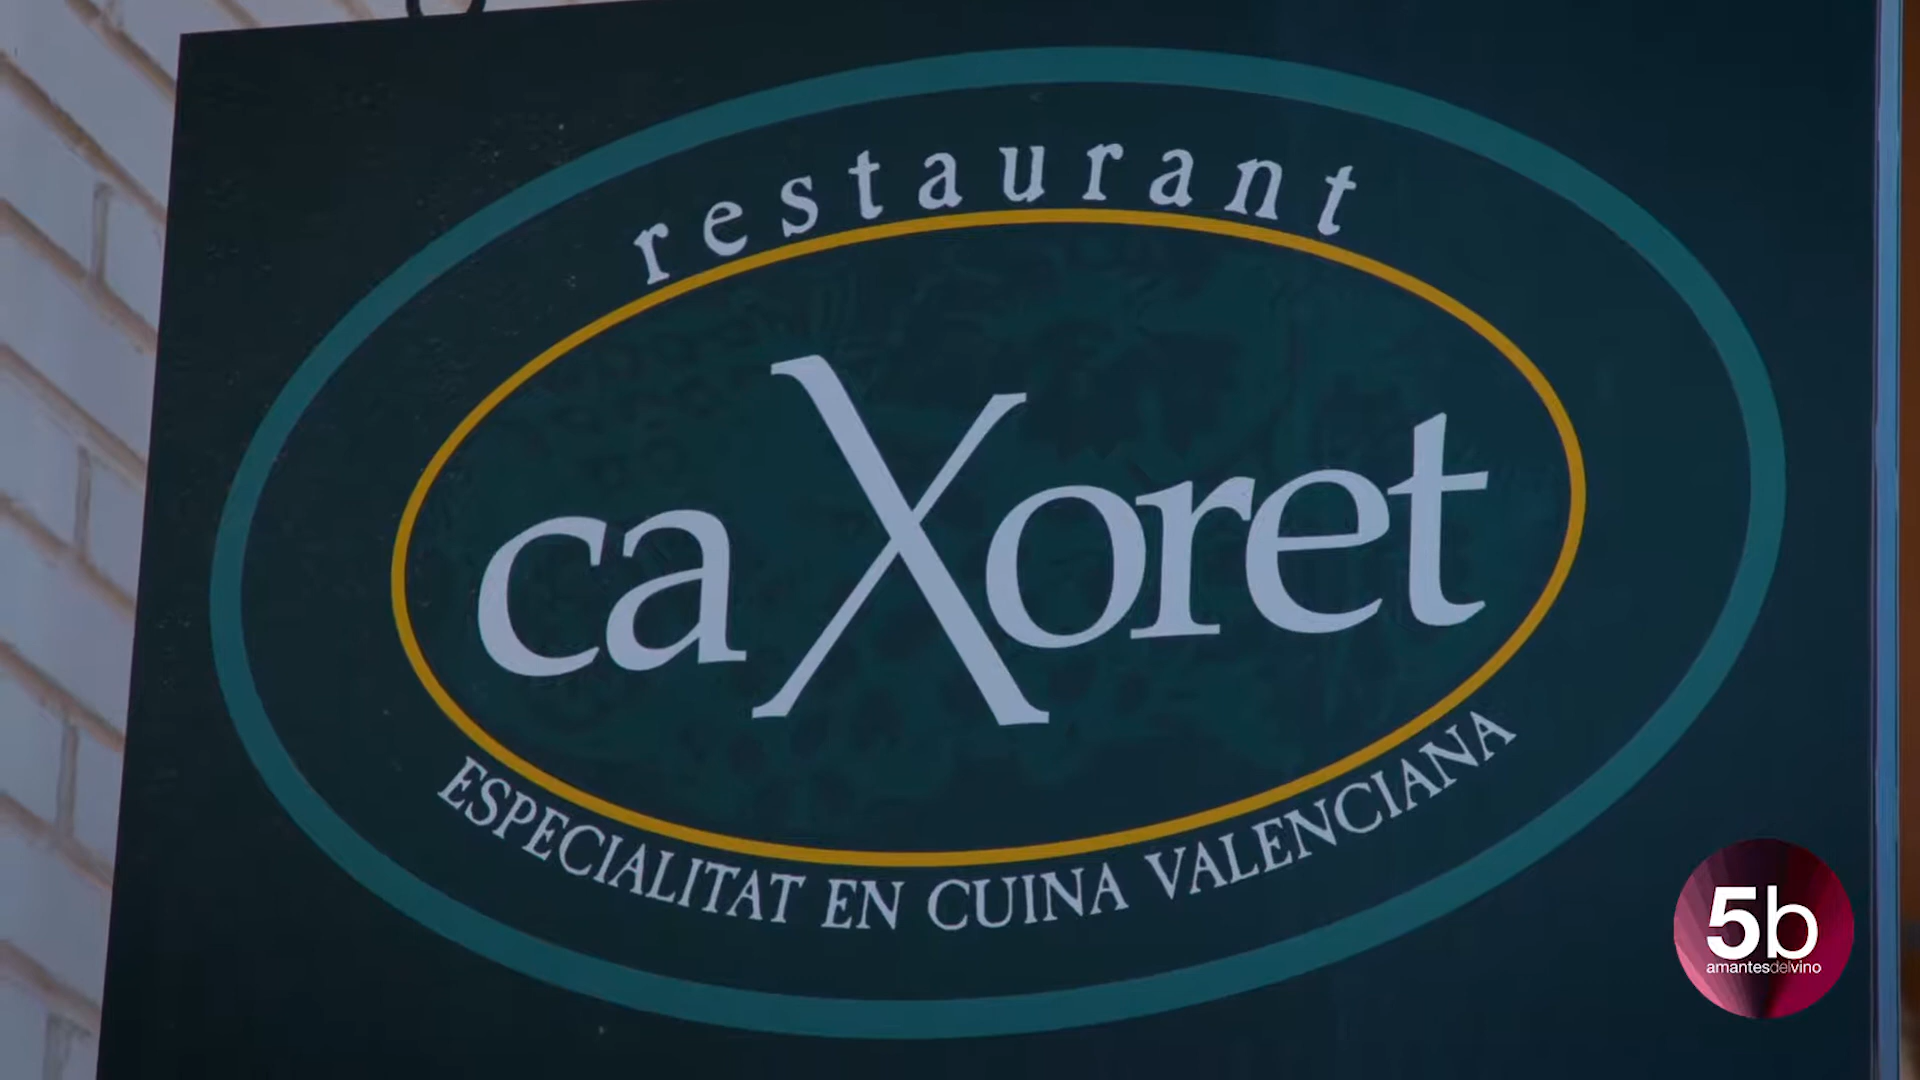 restaurant
ca Xoret
ESPECIALITAT EN CUINA VALENCIANA
5b
amantesdelvino